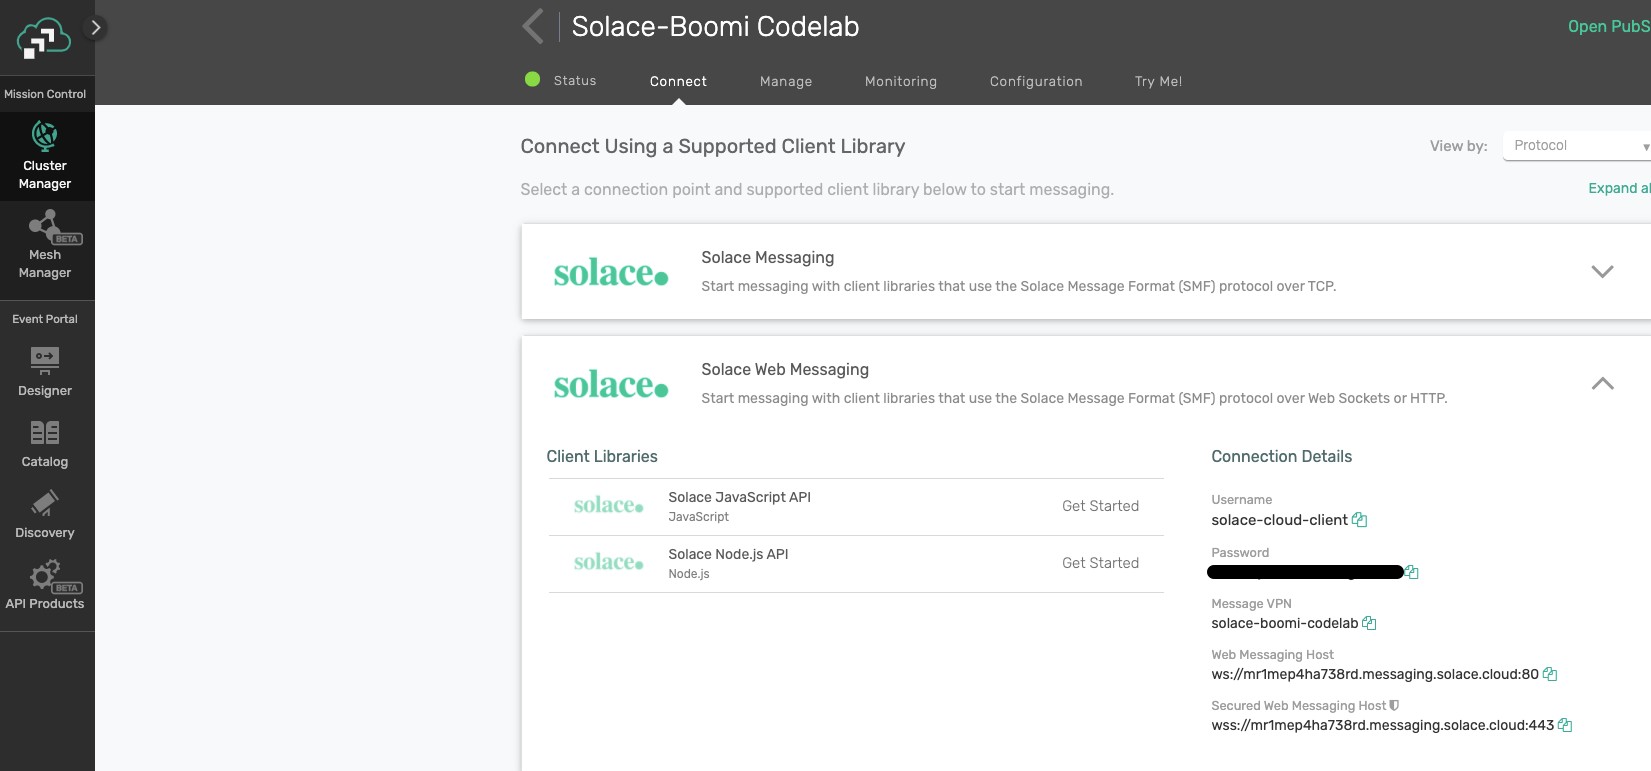 Solace-Boomi Codelab
Open PubS
Status
Connect
Manage
Monitoring
Configuration
Try Me!
Mission Control
Cluster
Manager
BETA
Mesh
Manager
Event Portal
Designer
Catalog
Discovery
BETA
API Products
Connect Using a Supported Client Library
View by:
Protocol
Select a connection point and supported client library below to start messaging.
Expand al
solace.
Solace Messaging
Start messaging with client libraries that use the Solace Message Format (SMF) protocol over TCP.
solace.
Solace Web Messaging
Start messaging with client libraries that use the Solace Message Format (SMF) protocol over Web Sockets or HTTP.
Client Libraries
solace.
Solace JavaScript API
JavaScript
Get Started
solace.
Solace Node.js API
Node.js
Get Started
Connection Details
Username
solace-cloud-client
Password
Message VPN
solace-boomi-codelab
Web Messaging Host
ws://mr1mep4ha738rd.messaging.solace.cloud:80
Secured Web Messaging Host
wss://mr1mep4ha738rd.messaging.solace.cloud:443